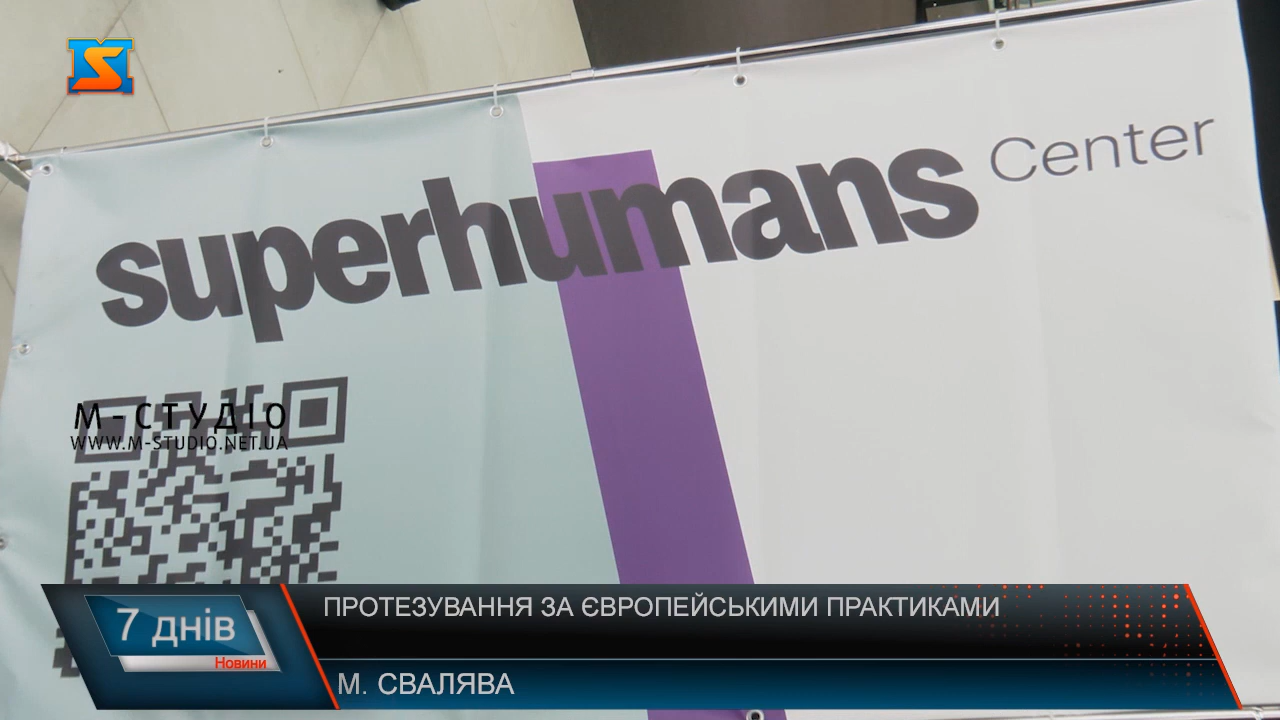 superhumans Center
М-СТУДІО
WWW.M-STUDIO.NET.UA
7 днів
Новини
ПРОТЕЗУВАННЯ ЗА ЄВРОПЕЙСЬКИМИ ПРАКТИКАМИ
М. СВАЛЯВА